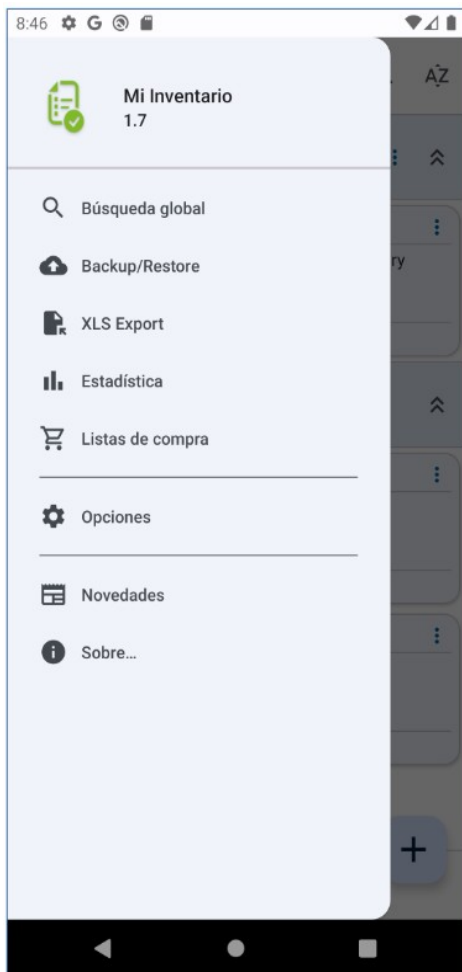 8:46
Mi Inventario
1.7
AZ
Búsqueda global
ry
Backup/Restore
XLS Export
Estadística
Listas de compra
Opciones
Novedades
Sobre...